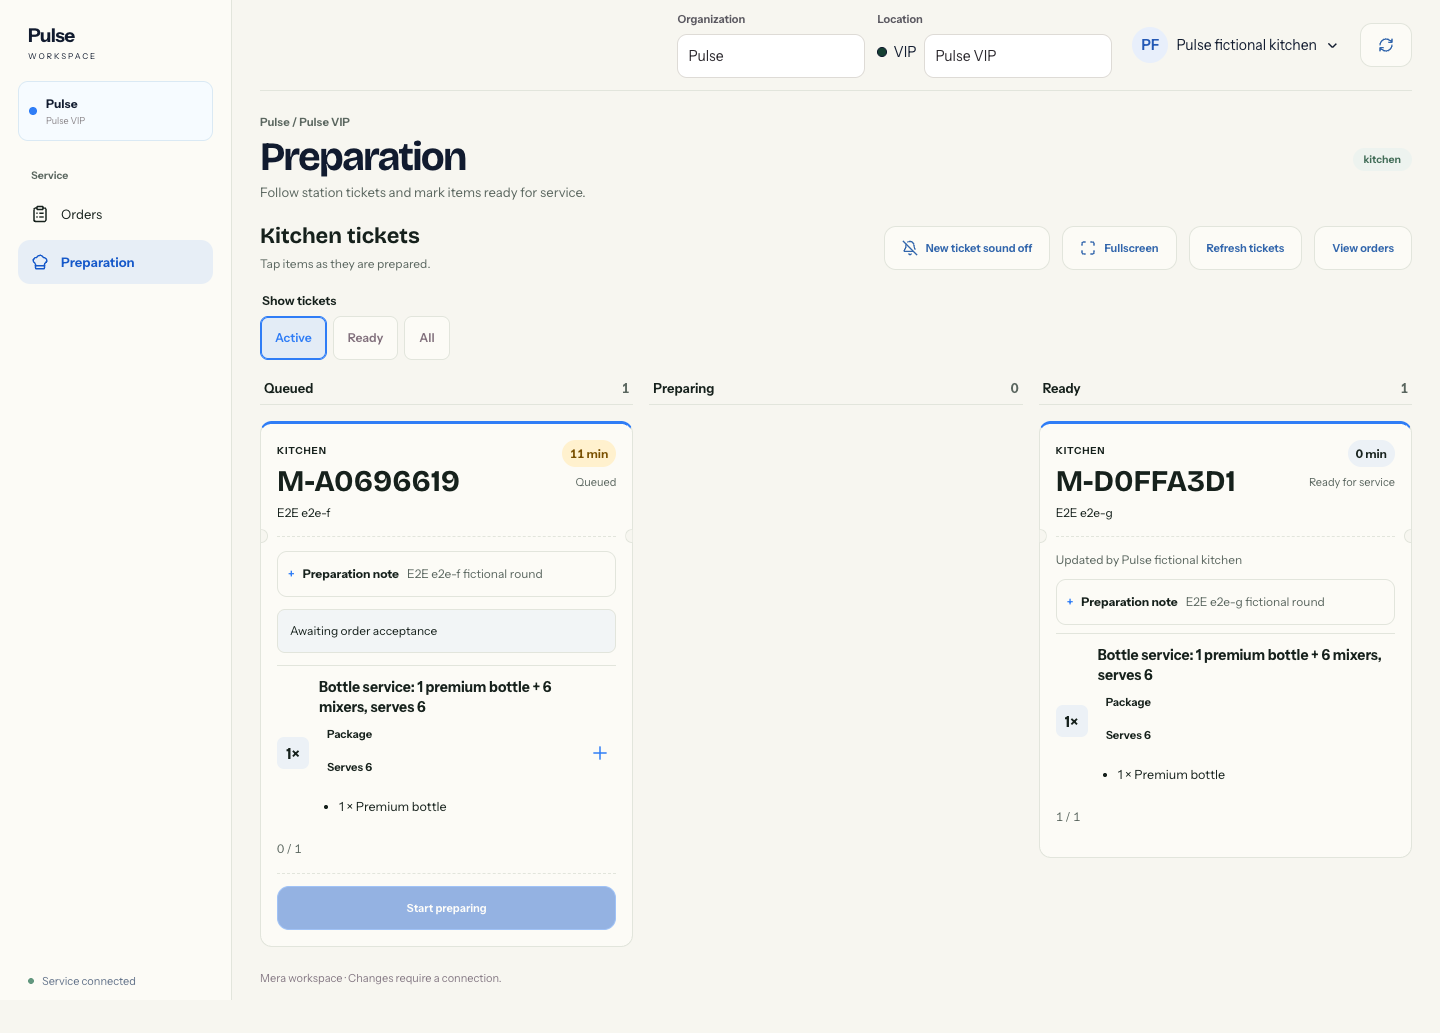 Pulse
WORKSPACE
Pulse
Pulse VIP
Service
Orders
Preparation
Service connected
Organization
Pulse
Location
VIP
Pulse VIP
PF
Pulse fictional kitchen
Pulse / Pulse VIP
Preparation
kitchen
Follow station tickets and mark items ready for service.
Kitchen tickets
Tap items as they are prepared.
New ticket sound off
Fullscreen
Refresh tickets
View orders
Show tickets
Active
Ready
All
Queued 1
KITCHEN
11 min
M-A0696619
Queued
E2E e2e-f
+ Preparation note E2E e2e-f fictional round
Awaiting order acceptance
Bottle service: 1 premium bottle + 6
mixers, serves 6
Package
1×
Serves 6
• 1 × Premium bottle
0 / 1
Start preparing
Preparing 0
Ready 1
KITCHEN
0 min
M-D0FFA3D1
Ready for service
E2E e2e-g
Updated by Pulse fictional kitchen
+ Preparation note E2E e2e-g fictional round
Bottle service: 1 premium bottle + 6 mixers,
serves 6
Package
1×
Serves 6
• 1 × Premium bottle
1 / 1
Mera workspace · Changes require a connection.